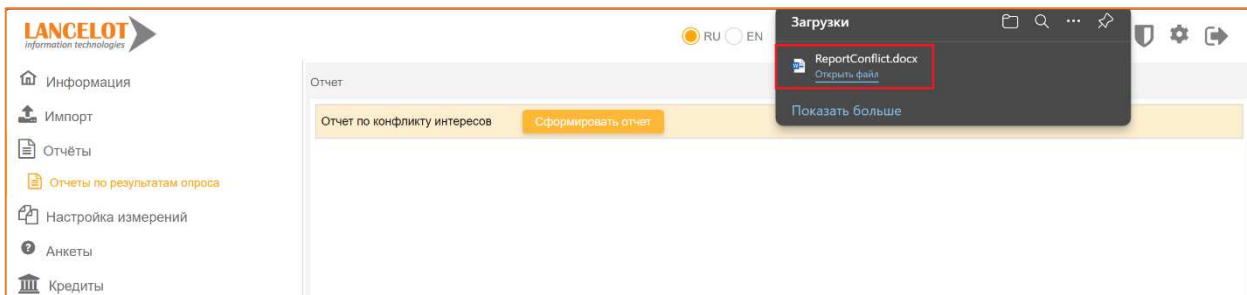 LANCELOT
information technologies
RU EN
Загрузки
ReportConflict.docx
Открыть файл
Показать больше
Информация
Импорт
Отчёты
Отчеты по результатам опроса
Настройка измерений
Анкеты
Кредиты
Отчет
Отчет по конфликту интересов Сформировать отчет